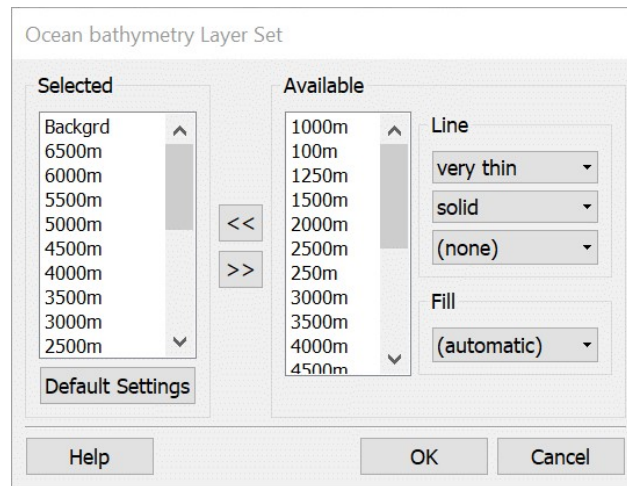 Ocean bathymetry Layer Set
Selected
Backgrd
6500m
6000m
5500m
5000m
4500m
4000m
3500m
3000m
2500m
Default Settings
<<
>>
Available
1000m
100m
1250m
1500m
2000m
2500m
250m
3000m
3500m
4000m
4500m
Line
very thin
solid
(none)
Fill
(automatic)
Help
OK
Cancel